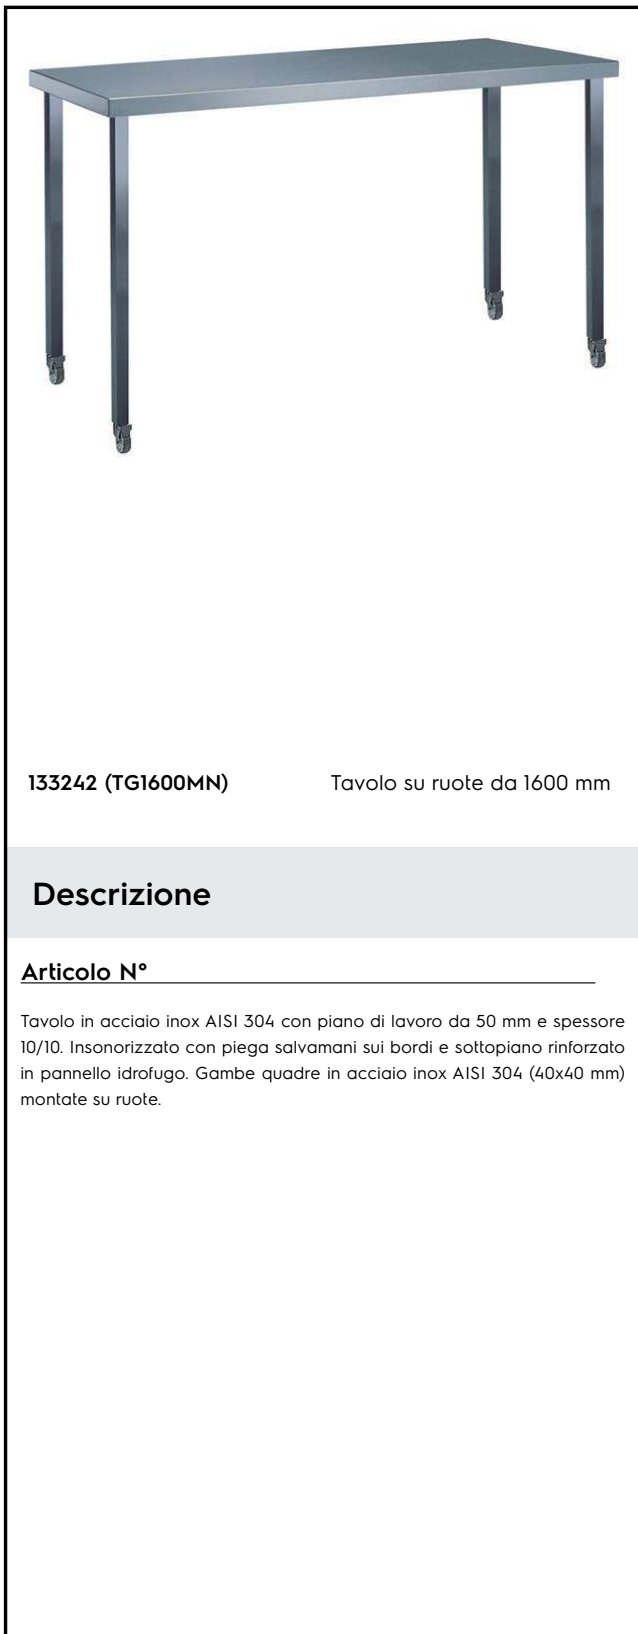 133242 (TG1600MN) Tavolo su ruote da 1600 mm
Descrizione
Articolo N°
Tavolo in acciaio inox AISI 304 con piano di lavoro da 50 mm e spessore
10/10. Insonorizzato con piega salvamani sui bordi e sottopiano rinforzato
in pannello idrofugo. Gambe quadre in acciaio inox AISI 304 (40x40 mm)
montate su ruote.